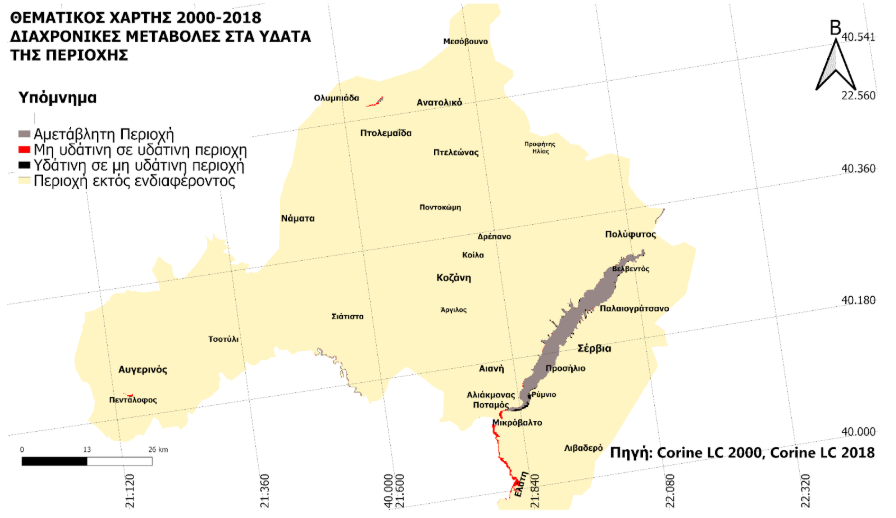 ΘΕΜΑΤΙΚΟΣ ΧΑΡΤΗΣ 2000-2018
ΔΙΑΧΡΟΝΙΚΕΣ ΜΕΤΑΒΟΛΕΣ ΣΤΑ ΥΔΑΤΑ
ΤΗΣ ΠΕΡΙΟΧΗΣ
Υπόμνημα
Αμετάβλητη Περιοχή
Μη υδάτινη σε υδάτινη περιοχη
Υδάτινη σε μη υδάτινη περιοχή
Περιοχή εκτός ενδιαφέροντος
Β
40.541
22.560
40.360
40.180
40.000
Μεσόβουνο
Ολυμπιάδα
Ανατολικό
Πτολεμαΐδα
Πτελεώνας
Προφήτης
Ηλίας
Ποντοκώμη
Νάματα
Δρέπανο
Πολύφυτος
Κοίλα
Βελβεντός
Κοζάνη
Άργιλος
Παλαιογράτσανο
Σιάτιστα
Τσοτύλι
Σέρβια
Αυγερινός
Αιανή
Προσήλιο
Πεντάλοφος
Αλιάκμονας
Ποταμός
Ρύμνιο
Μικρόβαλτο
Λιβαδερό
Ελάτη
Πηγή: Corine LC 2000, Corine LC 2018
0
13
26 km
21.120
21.360
40.000
21.600
21.840
22.080
22.320